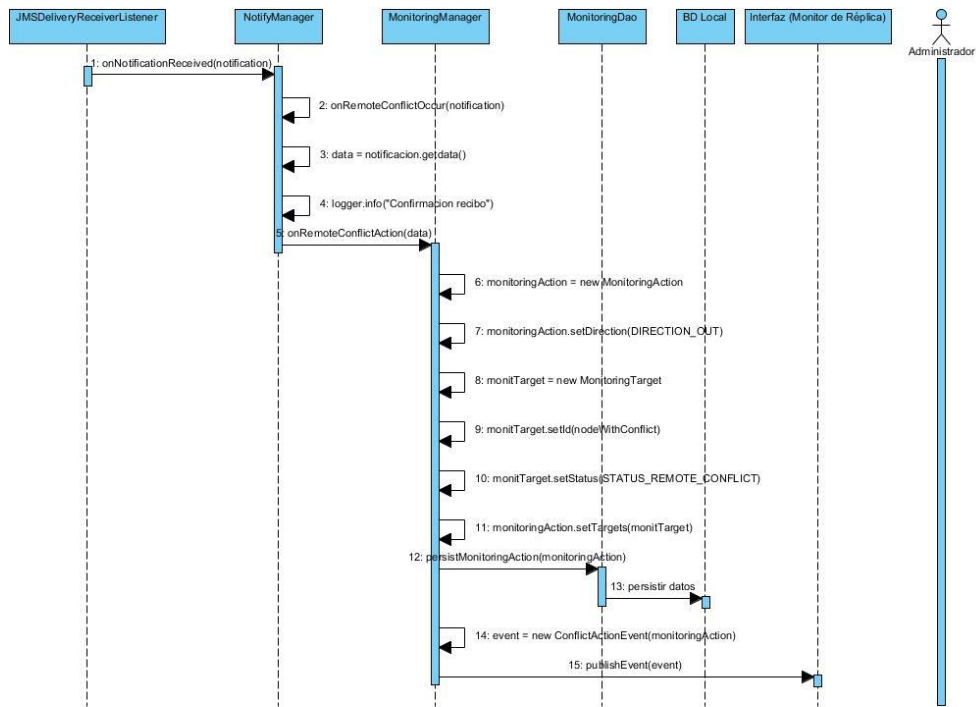 JMSDeliveryReceiverListener
NotifyManager
MonitoringManager
MonitoringDao
BD Local
Interfaz (Monitor de Réplica)
Administrador
1: onNotificationReceived(notification)
2: onRemoteConflictOccur(notification)
3: data = notificacion.getdata()
4: logger.info("Confirmacion recibo")
5: onRemoteConflictAction(data)
6: monitoringAction = new MonitoringAction
7: monitoringAction.setDirection(DIRECTION_OUT)
8: monitTarget = new MonitoringTarget
9: monitTarget.setId(nodeWithConflict)
10: monitTarget.setStatus(STATUS_REMOTE_CONFLICT)
11: monitoringAction.setTargets(monitTarget)
12: persistMonitoringAction(monitoringAction)
13: persistir datos
14: event = new ConflictActionEvent(monitoringAction)
15: publishEvent(event)